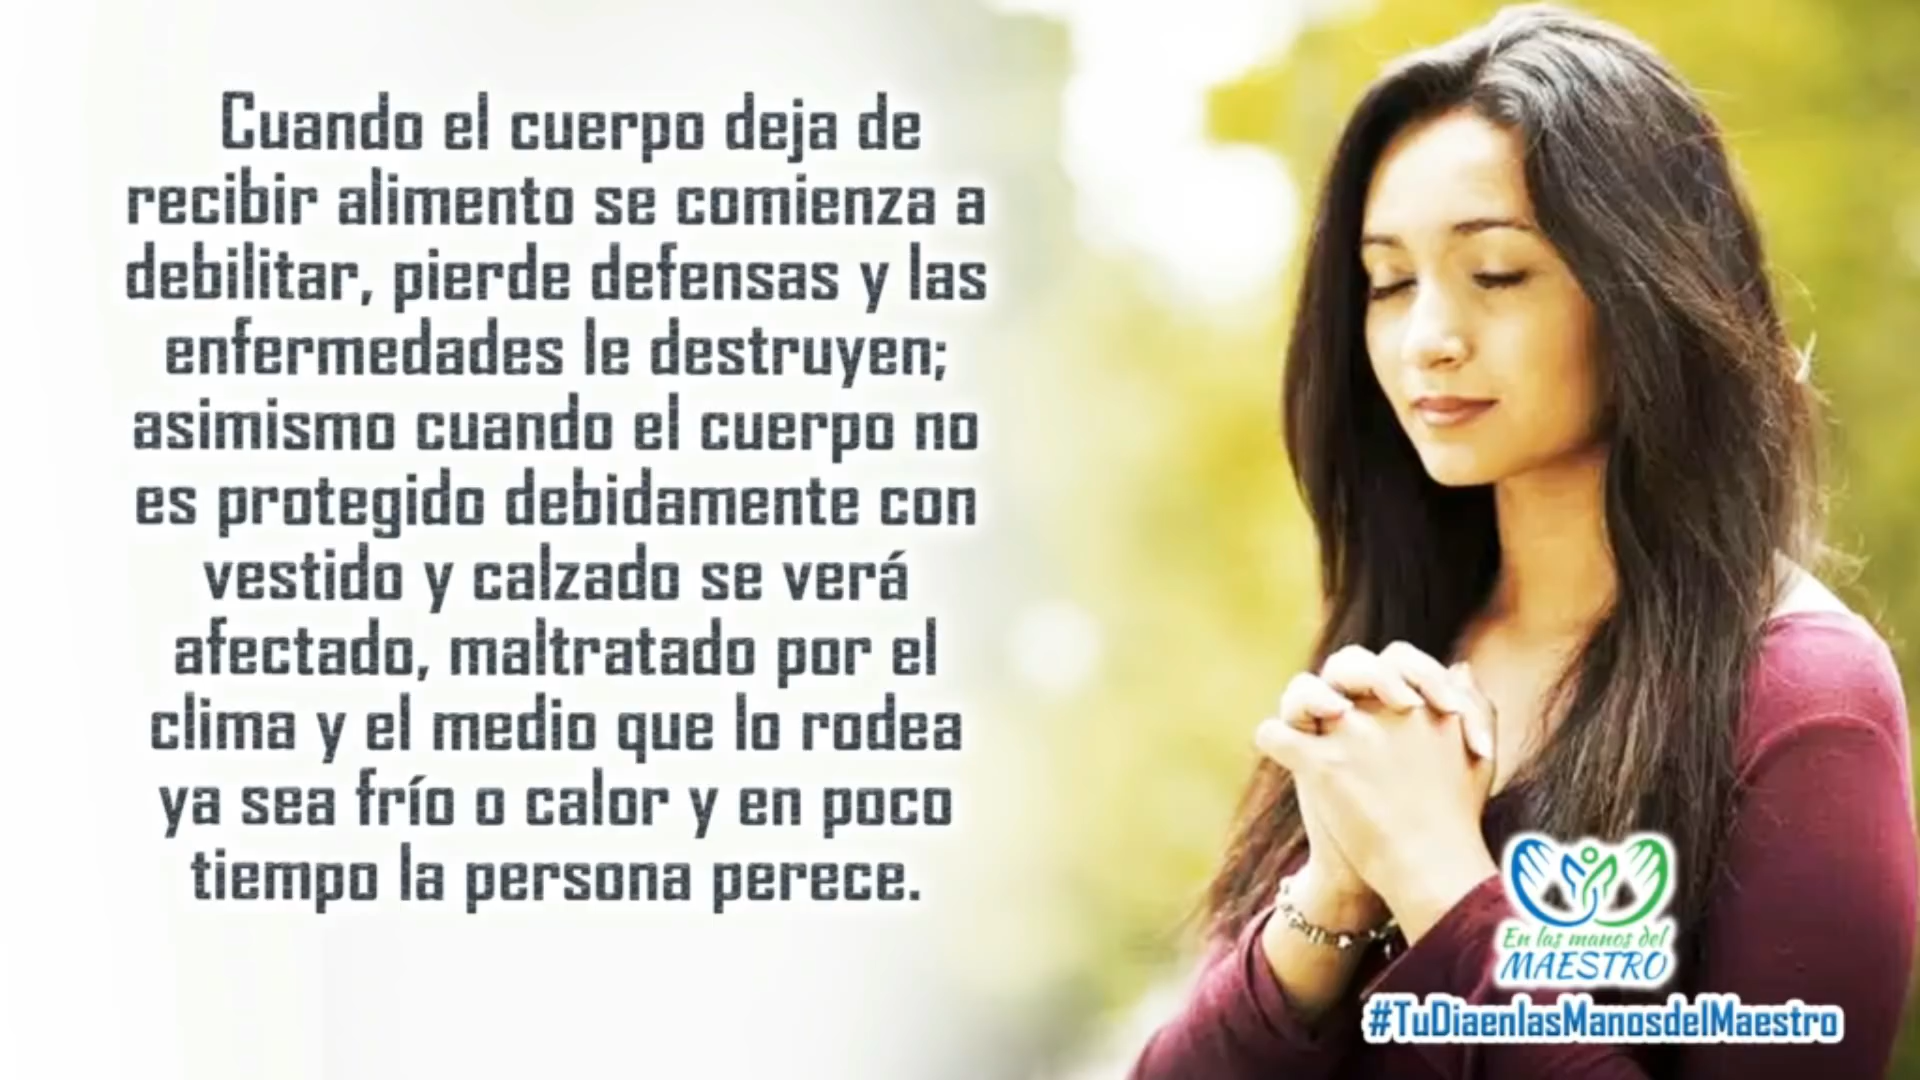 Cuando el cuerpo deja de
recibir alimento se comienza a
debilitar, pierde defensas y las
enfermedades le destruyen;
asimismo cuando el cuerpo no
es protegido debidamente con
vestido y calzado se verá
afectado, maltratado por el
clima y el medio que lo rodea
ya sea frío o calor y en poco
tiempo la persona perece.
En las manos del
MAESTRO
#TuDiaenlasManosdelMaestro